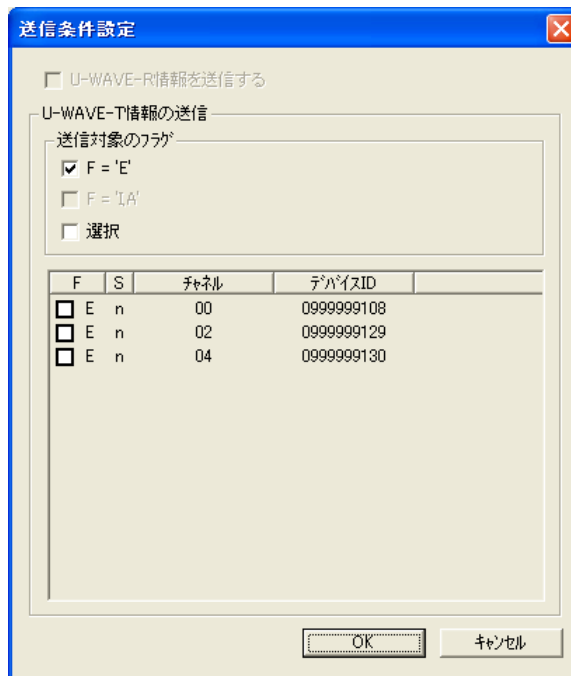 送信条件設定
U-WAVE-R情報を送信する
U-WAVE-T情報の送信
送信対象のﾌﾗｸﾞ
F = 'E'
F = 'I,A'
選択
F S ﾁｬﾈﾙ ﾃﾞﾊﾞｲｽID
E n 00 0999999108
E n 02 0999999129
E n 04 0999999130
OK ｷｬﾝｾﾙ